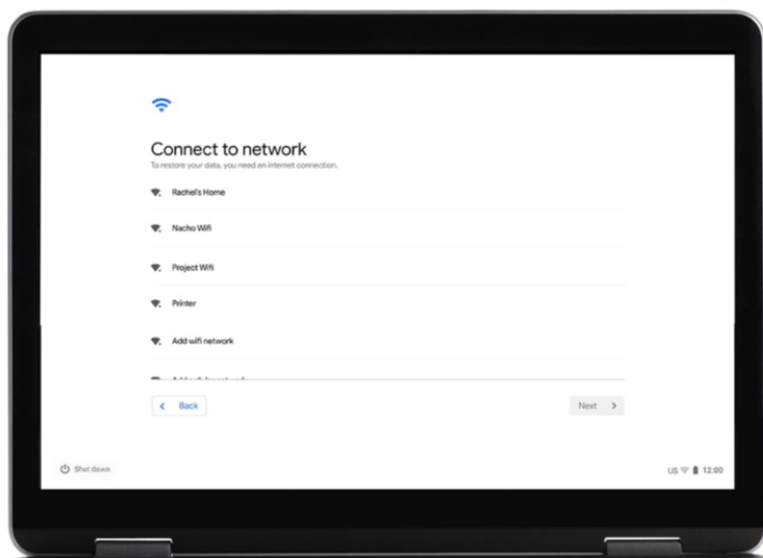 Connect to network
To restore your data, you need an internet connection.
Rachel's Home
Nacho Wifi
Project Wifi
Printer
Add wifi network
Back
Next
Shut down
US 12:00